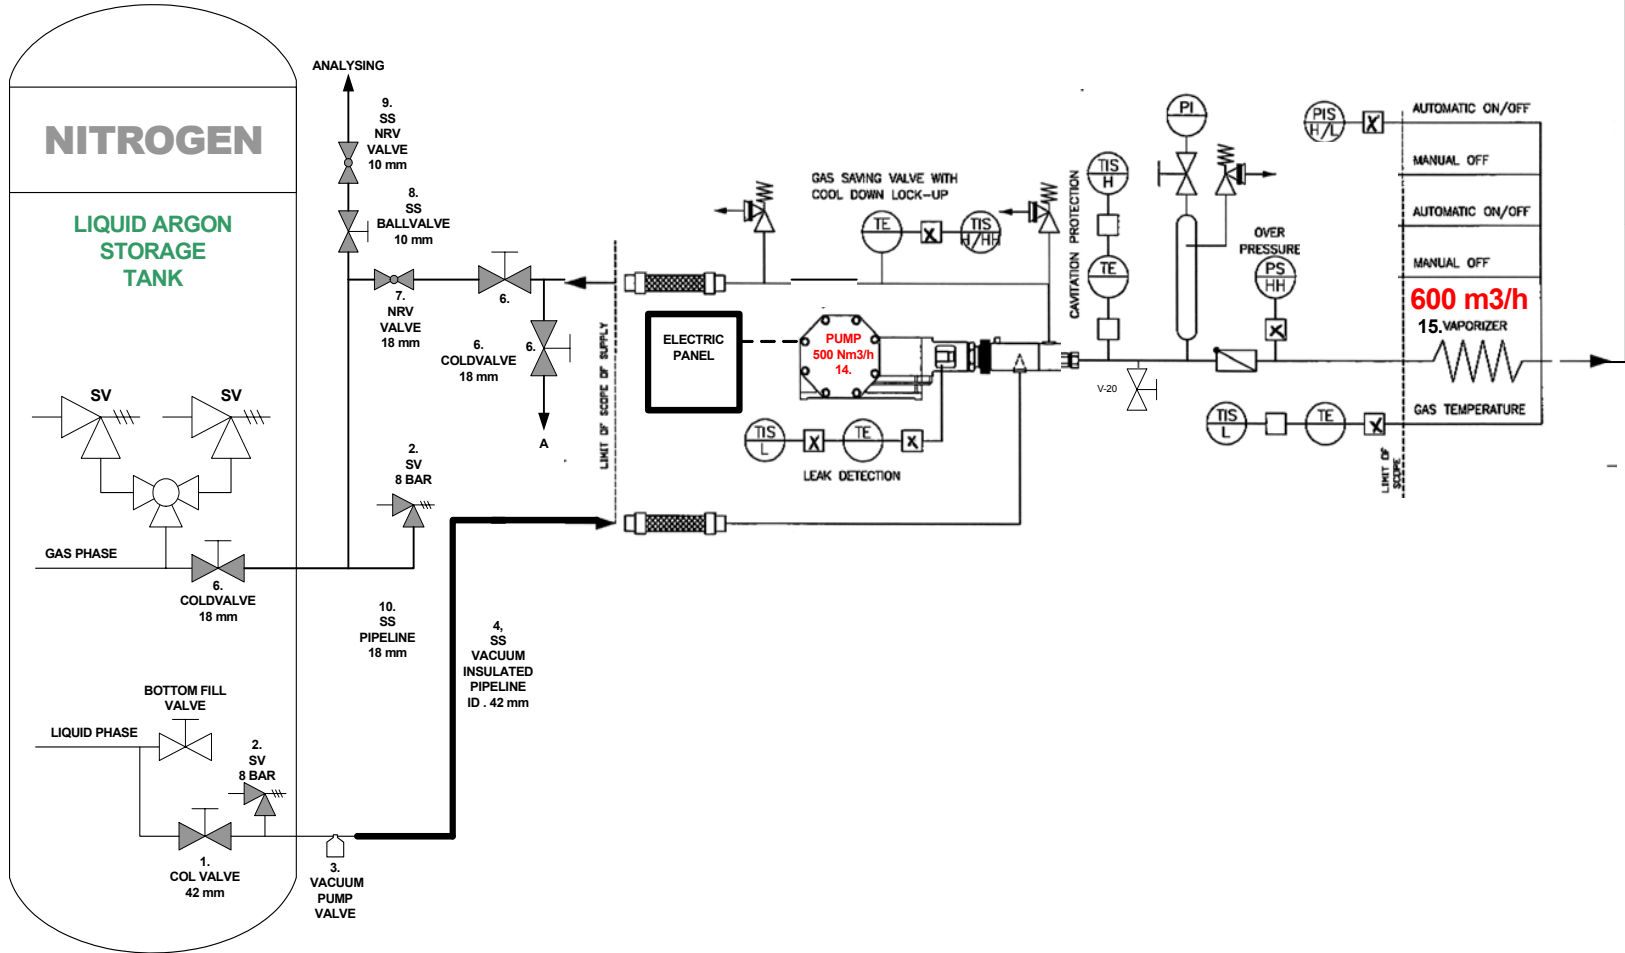 NITROGEN
LIQUID ARGON
STORAGE
TANK
SV
SV
GAS PHASE
6.
COLDVALVE
18 mm
BOTTOM FILL
VALVE
LIQUID PHASE
2.
SV
8 BAR
1.
COL VALVE
42 mm
3.
VACUUM
PUMP
VALVE
ANALYSING
9.
SS
NRV
VALVE
10 mm
8.
SS
BALLVALVE
10 mm
7.
NRV
VALVE
18 mm
6.
6.
COLDVALVE
18 mm
6.
A
2.
SV
8 BAR
10.
SS
PIPELINE
18 mm
4,
SS
VACUUM
INSULATED
PIPELINE
ID . 42 mm
LIMIT OF SCOPE OF SUPPLY
ELECTRIC
PANEL
PUMP
500 Nm3/h
14.
GAS SAVING VALVE WITH
COOL DOWN LOCK-UP
TE
X
TIS
H/HH
TIS
L
X
TE
X
LEAK DETECTION
CAVITATION PROTECTION
TIS
H
TE
V-20
PI
OVER
PRESSURE
PS
HH
X
PIS
H/L
X
AUTOMATIC ON/OFF
MANUAL OFF
AUTOMATIC ON/OFF
MANUAL OFF
600 m3/h
15. VAPORIZER
GAS TEMPERATURE
TIS
L
TE
X
LIMIT OF
SCOPE